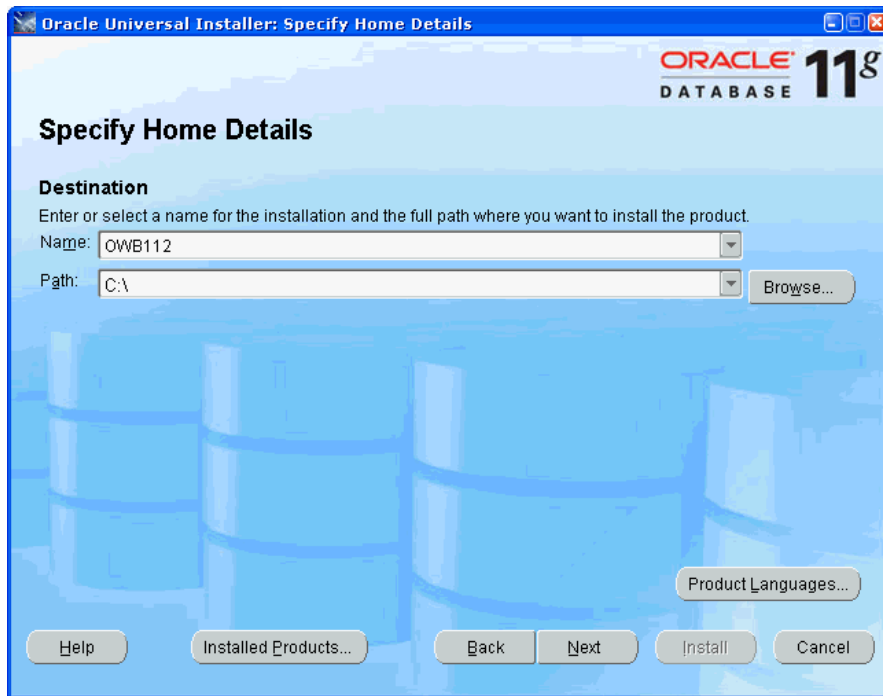 Oracle Universal Installer: Specify Home Details
ORACLE 11g
DATABASE
Specify Home Details
Destination
Enter or select a name for the installation and the full path where you want to install the product.
Name: OWB112
Path: C:\ Browse...
Product Languages...
Help Installed Products... Back Next Install Cancel